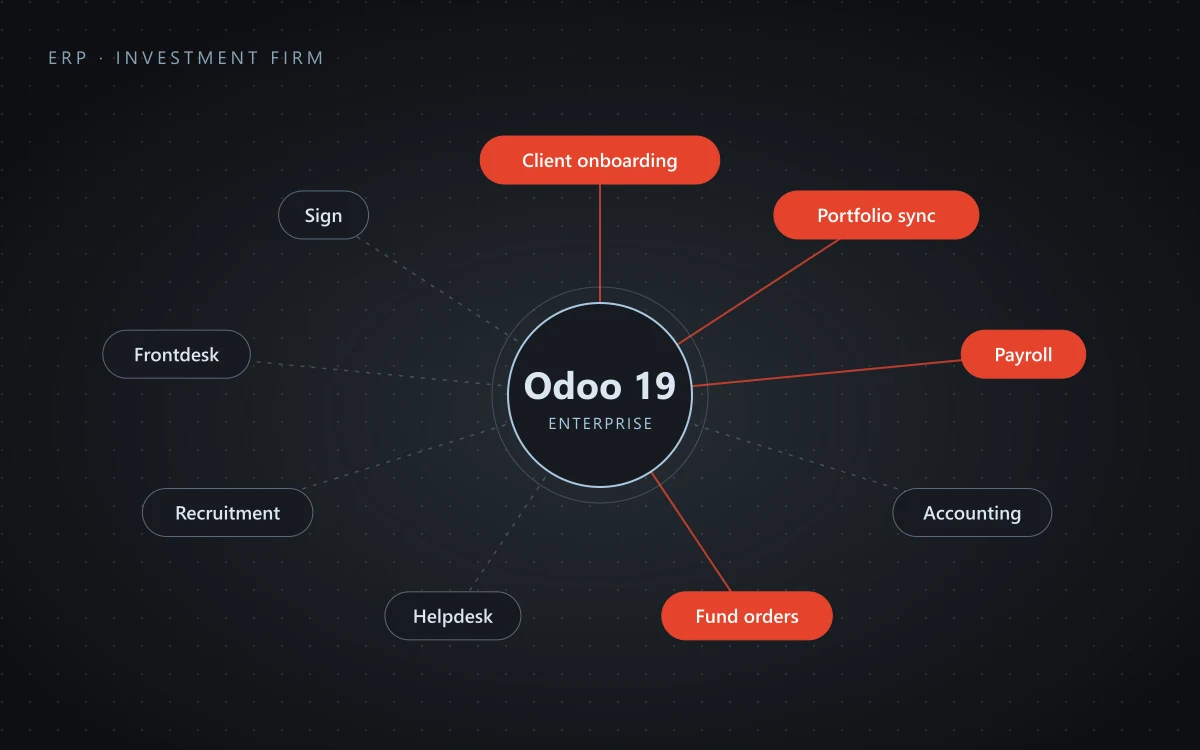 ERP · INVESTMENT FIRM
Client onboarding
Sign
Portfolio sync
Frontdesk
Payroll
Odoo 19
ENTERPRISE
Recruitment
Accounting
Helpdesk
Fund orders